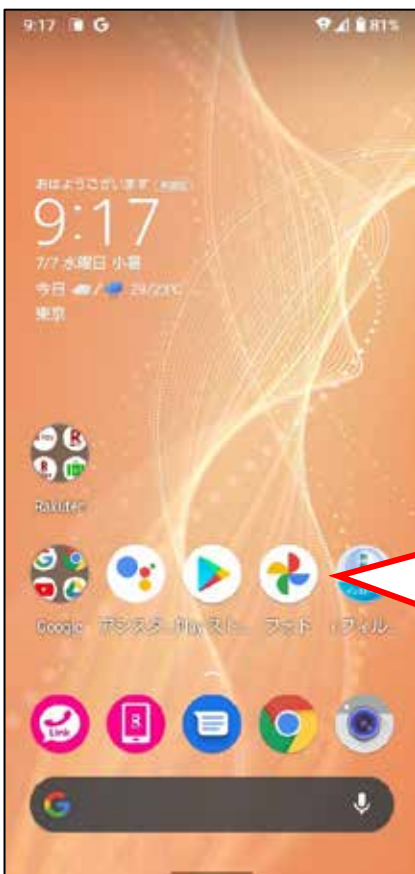 9:17 G 81%
おはようございます
9:17
7/7 水曜日 小暑
今日 / 29/23℃
東京
R
Rakuten
Google アシスタ… Play スト… フォト i-フィル…
Link 8
G